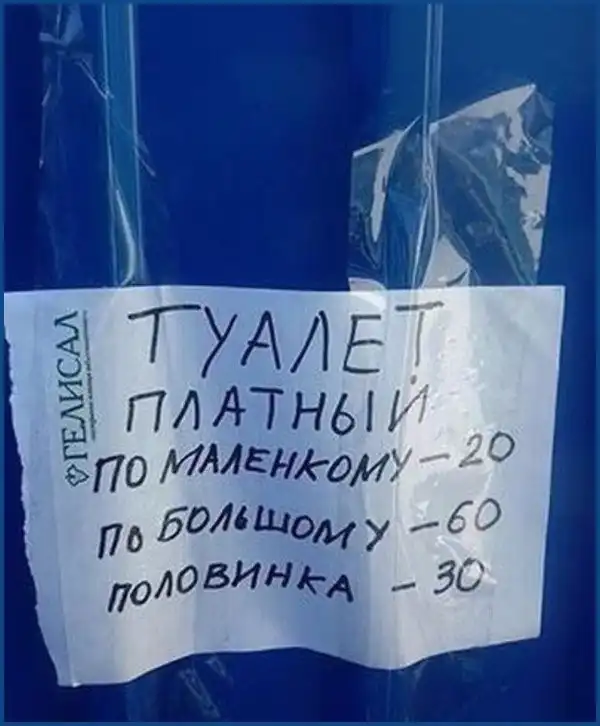 ГЕЛИСАЛ
ТУАЛЕТ
ПЛАТНЫЙ
ПО МАЛЕНКОМУ – 20
ПО БОЛЬШОМУ – 60
ПОЛОВИНКА – 30